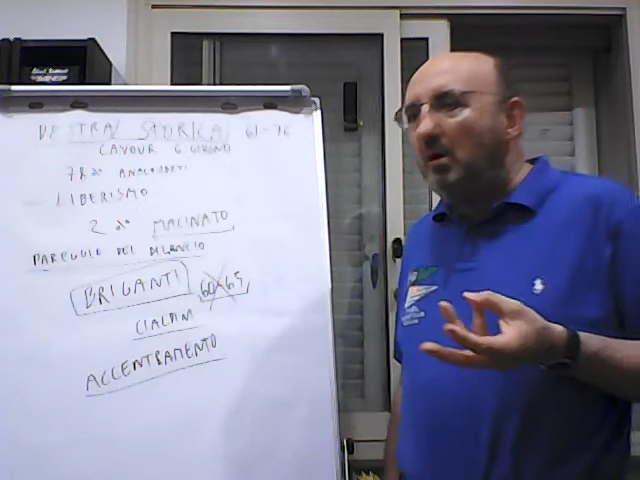 DESTRA STORICA 61-76
CAVOUR 6 GIUGNO
78% ANALFABETI
LIBERISMO
2% MACINATO
PAREGGIO DEL BILANCIO
BRIGANTI 60-65
CIALDINI
ACCENTRAMENTO